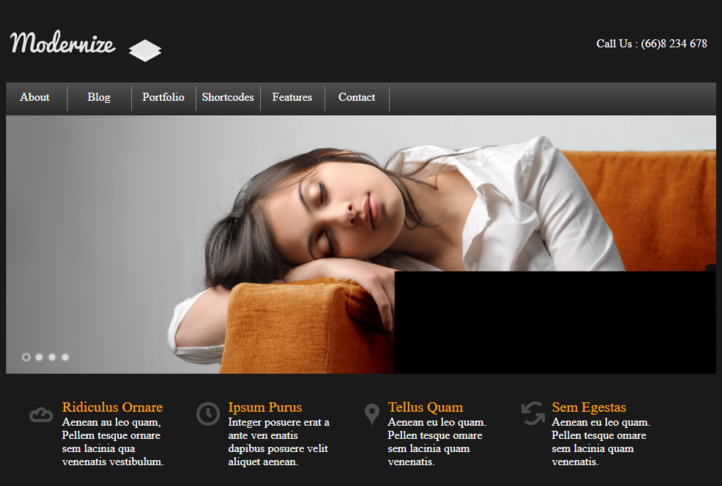 Modernize
Call Us : (66)8 234 678
About
Blog
Portfolio
Shortcodes
Features
Contact
Ridiculus Ornare
Aenean au leo quam,
Pellem tesque ornare
sem lacinia qua
venenatis vestibulum.
Ipsum Purus
Integer posuere erat a
ante ven enatis
dapibus posuere velit
aliquet aenean.
Tellus Quam
Aenean eu leo quam.
Pellen tesque omare
sem lacinia quam
venenatis.
Sem Egestas
Aenean eu leo quam.
Pellen tesque omare
sem lacinia quam
venenatis.